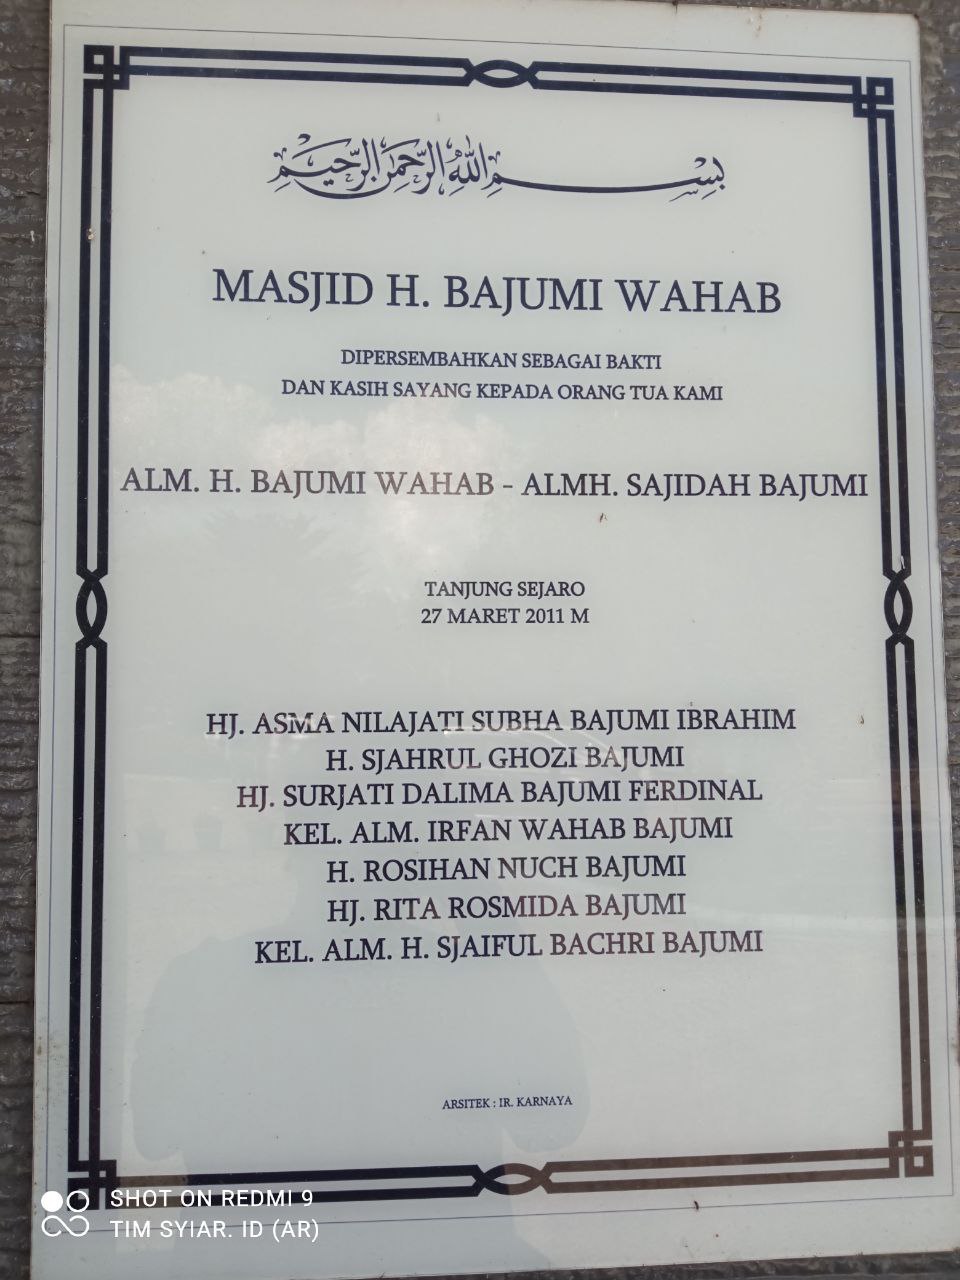 بِسْمِ اللهِ الرَّحْمٰنِ الرَّحِيْمِ
MASJID H. BAJUMI WAHAB
DIPERSEMBAHKAN SEBAGAI BAKTI
DAN KASIH SAYANG KEPADA ORANG TUA KAMI
ALM. H. BAJUMI WAHAB - ALMH. SAJIDAH BAJUMI
TANJUNG SEJARO
27 MARET 2011 M
HJ. ASMA NILAJATI SUBHA BAJUMI IBRAHIM
H. SJAHRUL GHOZI BAJUMI
HJ. SURJATI DALIMA BAJUMI FERDINAL
KEL. ALM. IRFAN WAHAB BAJUMI
H. ROSIHAN NUCH BAJUMI
HJ. RITA ROSMIDA BAJUMI
KEL. ALM. H. SJAIFUL BACHRI BAJUMI
ARSITEK : IR. KARNAYA
SHOT ON REDMI 9
TIM SYIAR. ID (AR)